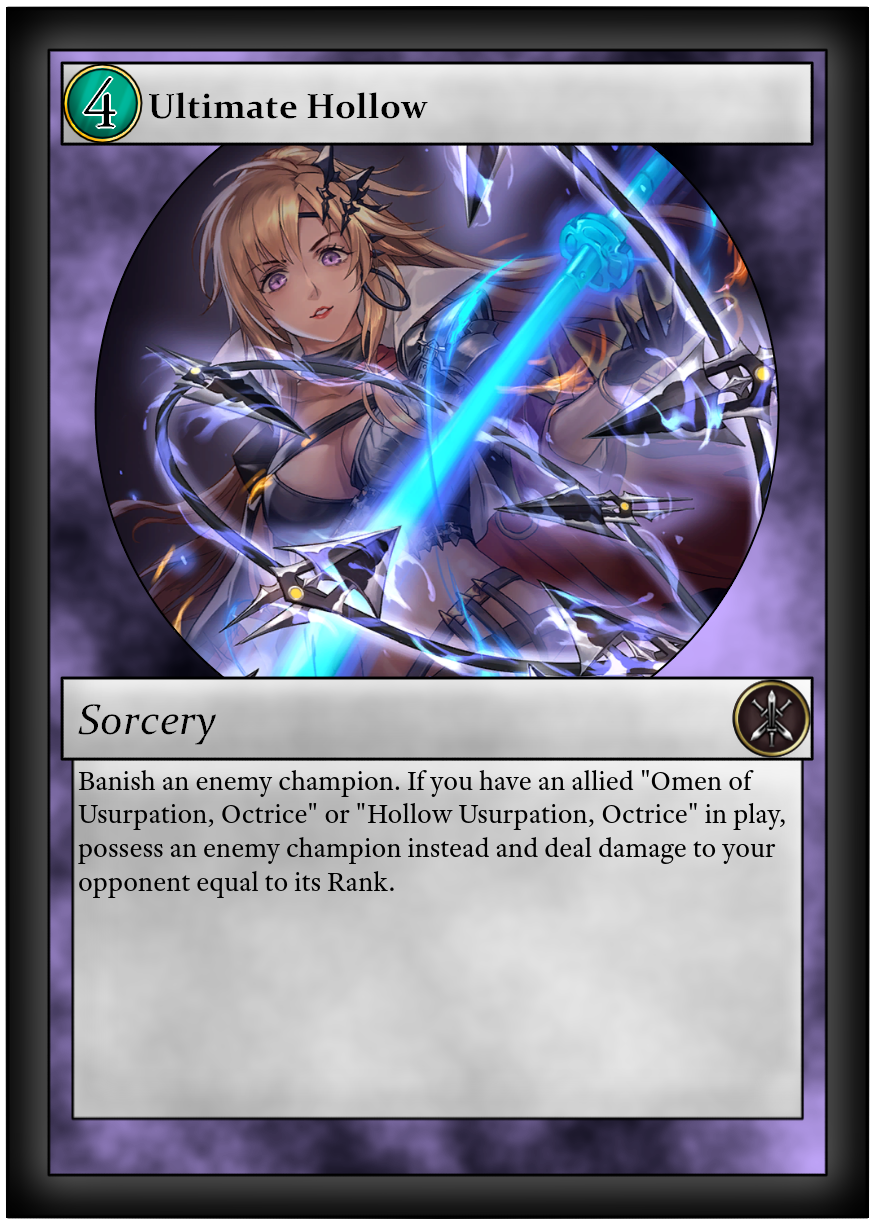 4 Ultimate Hollow
Sorcery
Banish an enemy champion. If you have an allied "Omen of
Usurpation, Octrice" or "Hollow Usurpation, Octrice" in play,
possess an enemy champion instead and deal damage to your
opponent equal to its Rank.